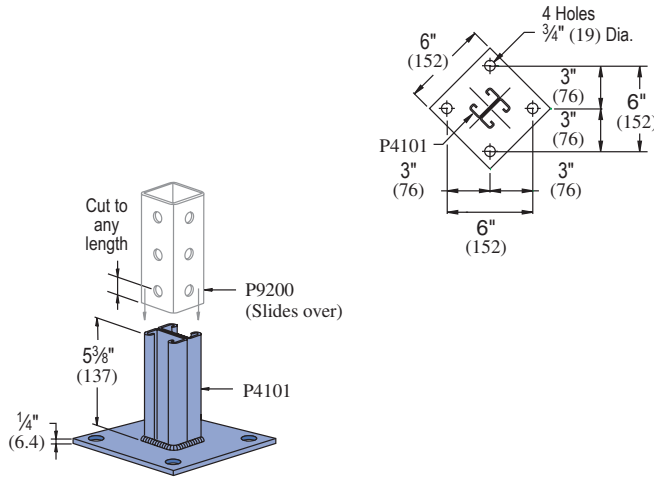 4 Holes
¾" (19) Dia.
6"
(152)
3"
(76)
6"
(152)
3"
(76)
P4101
3"
(76)
3"
(76)
6"
(152)
Cut to
any
length
P9200
(Slides over)
5⅜"
(137)
P4101
¼"
(6.4)